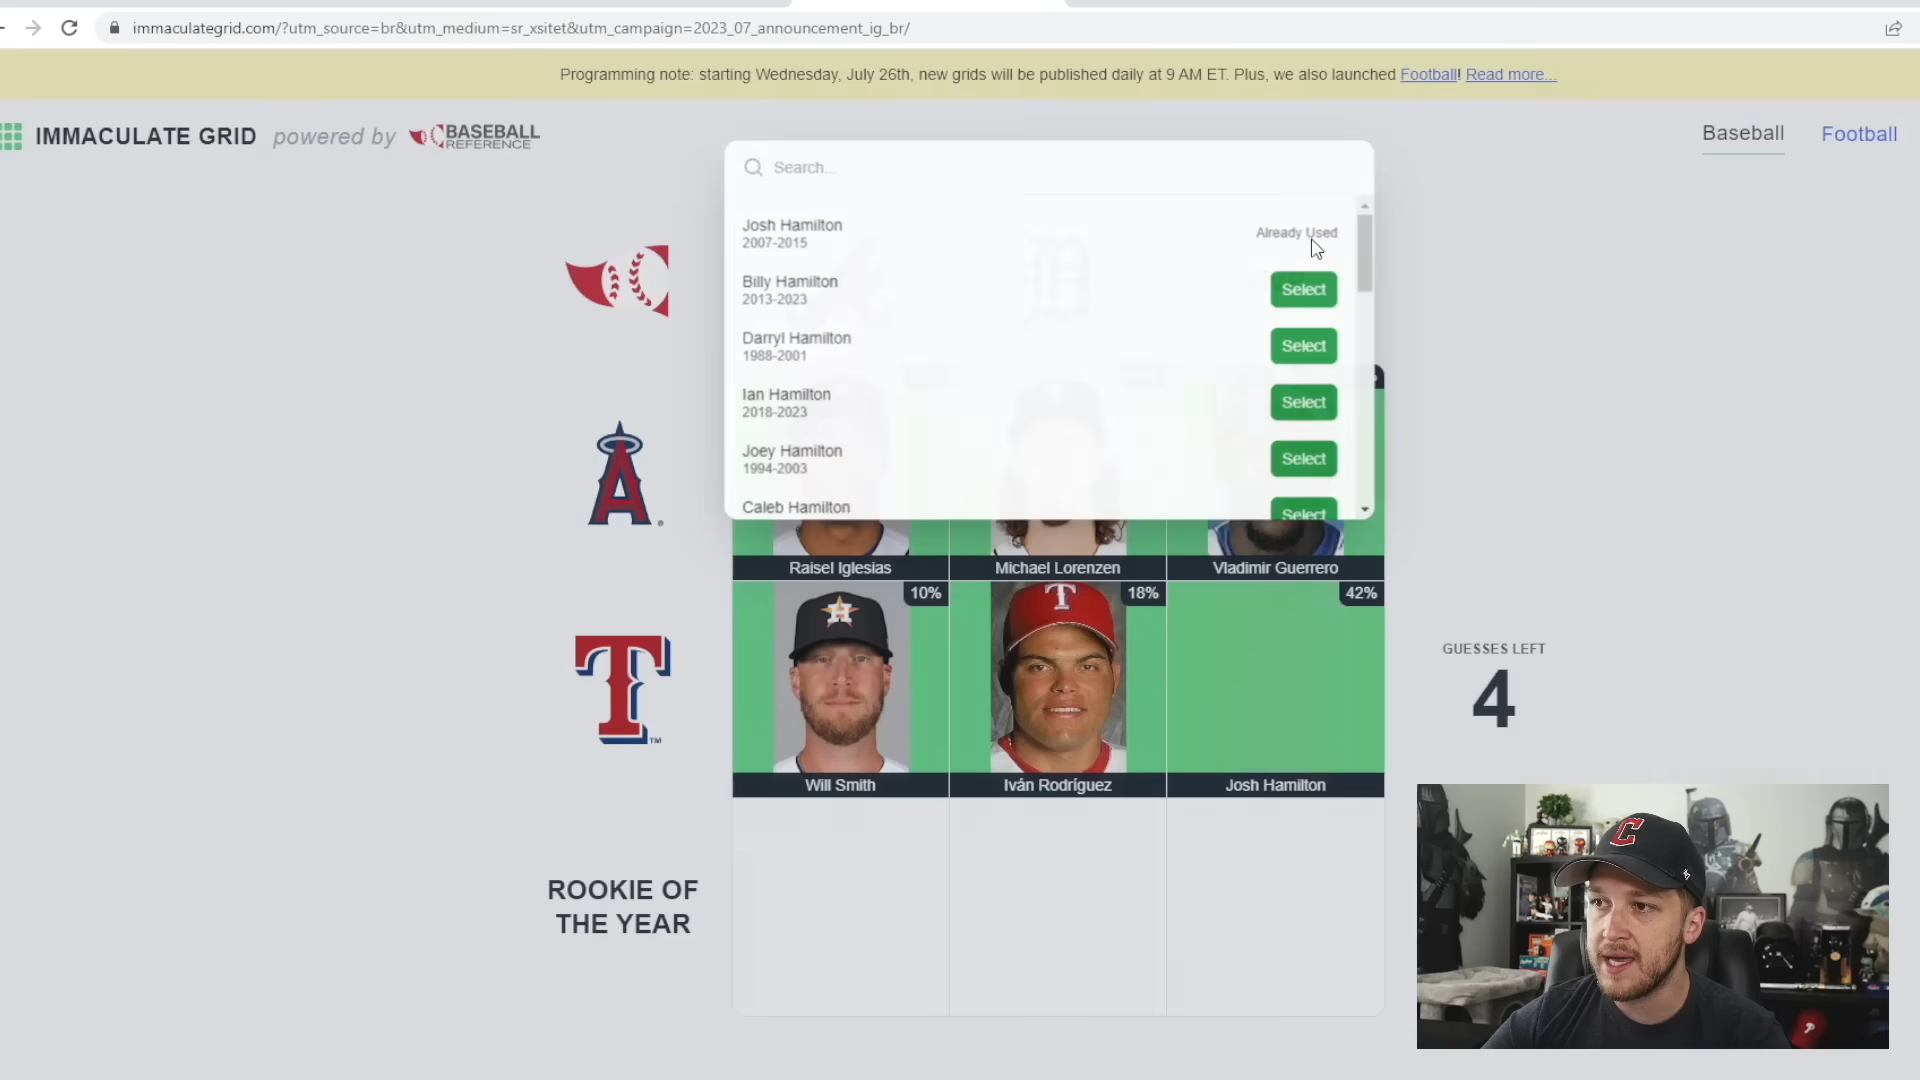 immaculategrid.com/?utm_source=br&utm_medium=sr_xsitet&utm_campaign=2023_07_announcement_ig_br/
Programming note: starting Wednesday, July 26th, new grids will be published daily at 9 AM ET. Plus, we also launched Football! Read more...
IMMACULATE GRID powered by BASEBALL
REFERENCE
Baseball Football
Search...
Josh Hamilton
2007-2015
Already Used
Billy Hamilton
2013-2023
Select
Darryl Hamilton
1988-2001
Select
Ian Hamilton
2018-2023
Select
Joey Hamilton
1994-2003
Select
Caleb Hamilton
Select
A
Raisel Iglesias
Michael Lorenzen
Vladimir Guerrero
T
TM
10%
18%
42%
Will Smith
Iván Rodríguez
Josh Hamilton
GUESSES LEFT
4
ROOKIE OF
THE YEAR
C
P